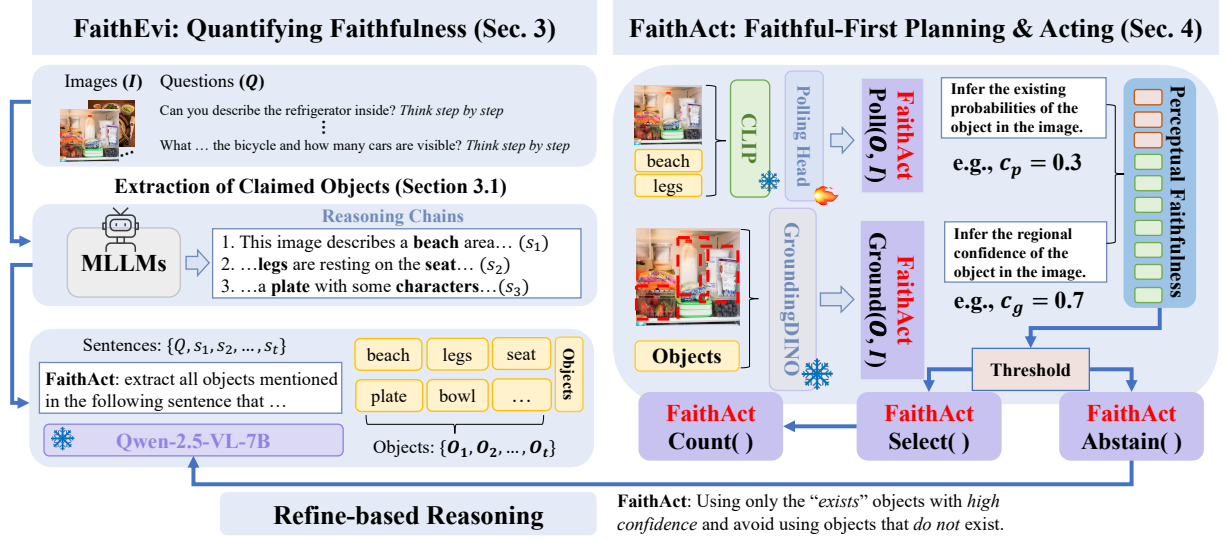 FaithEvi: Quantifying Faithfulness (Sec. 3)
Images (I)
Questions (Q)
Can you describe the refrigerator inside? Think step by step
⋮
What … the bicycle and how many cars are visible? Think step by step
Extraction of Claimed Objects (Section 3.1)
MLLMs
Reasoning Chains
1. This image describes a beach area… (s₁)
2. …legs are resting on the seat… (s₂)
3. …a plate with some characters…(s₃)
Sentences: {Q, s₁, s₂, …, sₜ}
FaithAct: extract all objects mentioned
in the following sentence that …
Qwen-2.5-VL-7B
beach
legs
seat
plate
bowl
…
Objects
Objects: {O₁, O₂, …, Oₜ}
Refine-based Reasoning
FaithAct: Faithful-First Planning & Acting (Sec. 4)
beach
legs
CLIP
Polling Head
FaithAct
Poll(O, I)
Infer the existing
probabilities of the
object in the image.
e.g., cₚ = 0.3
Objects
GroundingDINO
FaithAct
Ground(O, I)
Infer the regional
confidence of the
object in the image.
e.g., c_g = 0.7
Perceptual Faithfulness
Threshold
FaithAct
Count( )
FaithAct
Select( )
FaithAct
Abstain( )
FaithAct: Using only the “exists” objects with high
confidence and avoid using objects that do not exist.